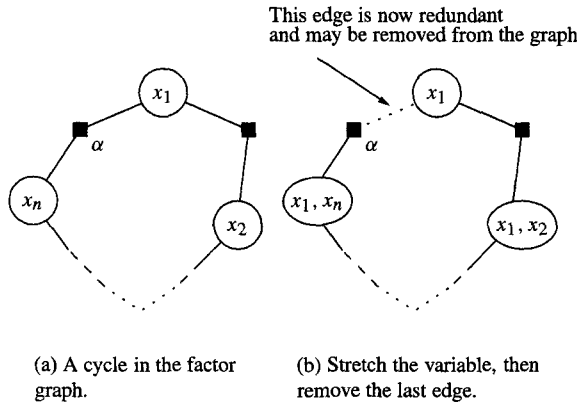 This edge is now redundant
and may be removed from the graph
x₁
α
xₙ
x₂
x₁
α
x₁, xₙ
x₁, x₂
(a) A cycle in the factor
graph.
(b) Stretch the variable, then
remove the last edge.